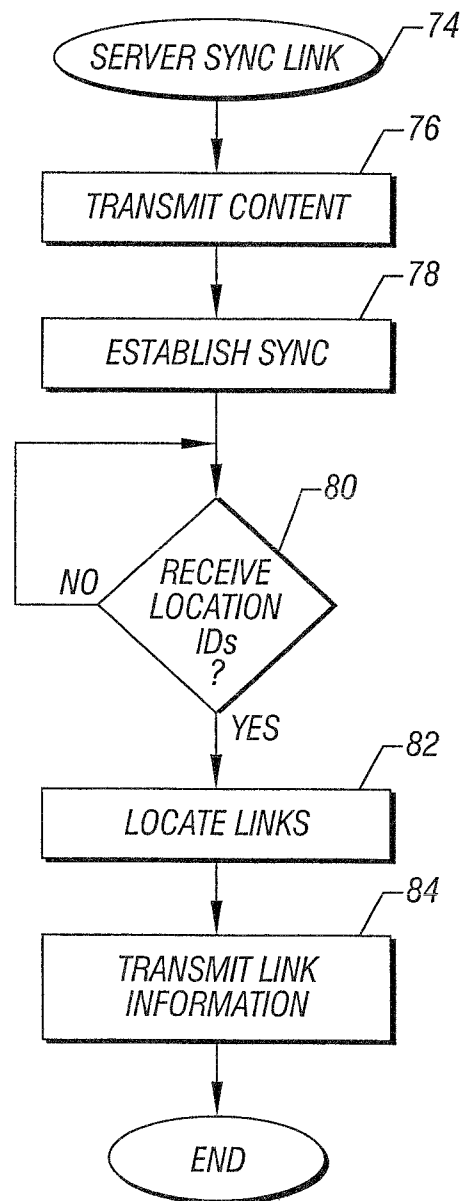 SERVER SYNC LINK
74
76
TRANSMIT CONTENT
78
ESTABLISH SYNC
80
NO
RECEIVE
LOCATION
IDs
?
YES
82
LOCATE LINKS
84
TRANSMIT LINK
INFORMATION
END